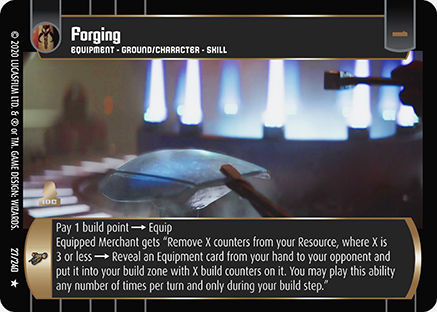 Forging
EQUIPMENT - GROUND/CHARACTER - SKILL
© 2020 LUCASFILM LTD. & ® or TM. GAME DESIGN: WIZARDS.
27/240
IDC
Pay 1 build point → Equip
Equipped Merchant gets “Remove X counters from your Resource, where X is
3 or less → Reveal an Equipment card from your hand to your opponent and
put it into your build zone with X build counters on it. You may play this ability
any number of times per turn and only during your build step.”